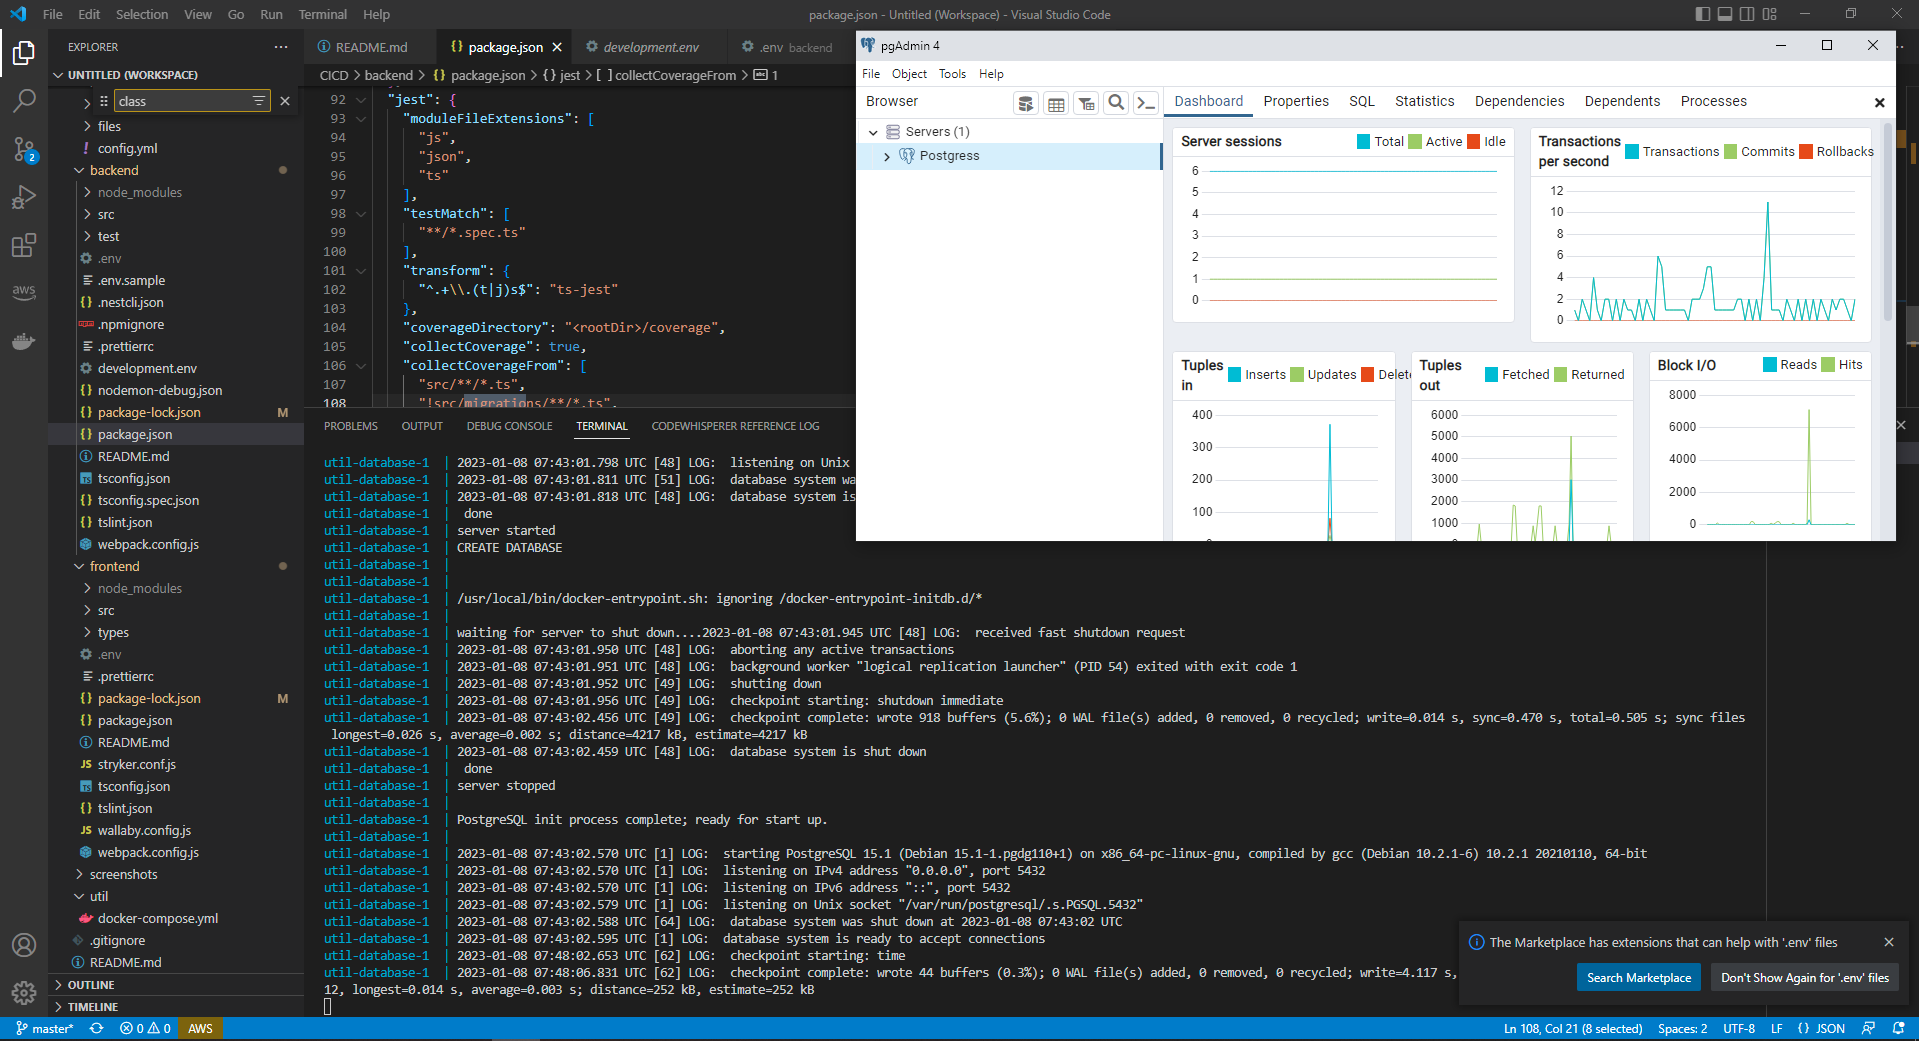 File Edit Selection View Go Run Terminal Help
package.json - Untitled (Workspace) - Visual Studio Code
EXPLORER
UNTITLED (WORKSPACE)
class
files
config.yml
backend
node_modules
src
test
.env
.env.sample
.nestcli.json
.npmignore
.prettierrc
development.env
nodemon-debug.json
package-lock.json M
package.json
README.md
tsconfig.json
tsconfig.spec.json
tslint.json
webpack.config.js
frontend
node_modules
src
types
.env
.prettierrc
package-lock.json M
package.json
README.md
stryker.conf.js
tsconfig.json
tslint.json
wallaby.config.js
webpack.config.js
screenshots
util
docker-compose.yml
.gitignore
README.md
OUTLINE
TIMELINE
2
aws
README.md package.json development.env .env backend
CICD > backend > package.json > jest > collectCoverageFrom > 1
92 "jest": {
93 "moduleFileExtensions": [
94 "js",
95 "json",
96 "ts"
97 ],
98 "testMatch": [
99 "**/*.spec.ts"
100 ],
101 "transform": {
102 "^.+\\.(t|j)s$": "ts-jest"
103 },
104 "coverageDirectory": "<rootDir>/coverage",
105 "collectCoverage": true,
106 "collectCoverageFrom": [
107 "src/**/*.ts",
108 "!src/migrations/**/*.ts",
pgAdmin 4
File Object Tools Help
Browser
Dashboard Properties SQL Statistics Dependencies Dependents Processes
Servers (1)
Postgress
Server sessions
Total Active Idle
6
5
4
3
2
1
0
Transactions per second
Transactions Commits Rollbacks
12
10
8
6
4
2
0
Tuples in
Inserts Updates Delet
400
300
200
100
Tuples out
Fetched Returned
6000
5000
4000
3000
2000
1000
Block I/O
Reads Hits
8000
6000
4000
2000
0
PROBLEMS OUTPUT DEBUG CONSOLE TERMINAL CODEWHISPERER REFERENCE LOG
util-database-1 | 2023-01-08 07:43:01.798 UTC [48] LOG: listening on Unix
util-database-1 | 2023-01-08 07:43:01.811 UTC [51] LOG: database system wa
util-database-1 | 2023-01-08 07:43:01.818 UTC [48] LOG: database system is
util-database-1 | done
util-database-1 | server started
util-database-1 | CREATE DATABASE
util-database-1 |
util-database-1 |
util-database-1 | /usr/local/bin/docker-entrypoint.sh: ignoring /docker-entrypoint-initdb.d/*
util-database-1 |
util-database-1 | waiting for server to shut down....2023-01-08 07:43:01.945 UTC [48] LOG: received fast shutdown request
util-database-1 | 2023-01-08 07:43:01.950 UTC [48] LOG: aborting any active transactions
util-database-1 | 2023-01-08 07:43:01.951 UTC [48] LOG: background worker "logical replication launcher" (PID 54) exited with exit code 1
util-database-1 | 2023-01-08 07:43:01.952 UTC [49] LOG: shutting down
util-database-1 | 2023-01-08 07:43:01.956 UTC [49] LOG: checkpoint starting: shutdown immediate
util-database-1 | 2023-01-08 07:43:02.456 UTC [49] LOG: checkpoint complete: wrote 918 buffers (5.6%); 0 WAL file(s) added, 0 removed, 0 recycled; write=0.014 s, sync=0.470 s, total=0.505 s; sync files
longest=0.026 s, average=0.002 s; distance=4217 kB, estimate=4217 kB
util-database-1 | 2023-01-08 07:43:02.459 UTC [48] LOG: database system is shut down
util-database-1 | done
util-database-1 | server stopped
util-database-1 |
util-database-1 | PostgreSQL init process complete; ready for start up.
util-database-1 |
util-database-1 | 2023-01-08 07:43:02.570 UTC [1] LOG: starting PostgreSQL 15.1 (Debian 15.1-1.pgdg110+1) on x86_64-pc-linux-gnu, compiled by gcc (Debian 10.2.1-6) 10.2.1 20210110, 64-bit
util-database-1 | 2023-01-08 07:43:02.570 UTC [1] LOG: listening on IPv4 address "0.0.0.0", port 5432
util-database-1 | 2023-01-08 07:43:02.570 UTC [1] LOG: listening on IPv6 address "::", port 5432
util-database-1 | 2023-01-08 07:43:02.579 UTC [1] LOG: listening on Unix socket "/var/run/postgresql/.s.PGSQL.5432"
util-database-1 | 2023-01-08 07:43:02.588 UTC [64] LOG: database system was shut down at 2023-01-08 07:43:02 UTC
util-database-1 | 2023-01-08 07:43:02.595 UTC [1] LOG: database system is ready to accept connections
util-database-1 | 2023-01-08 07:48:02.653 UTC [62] LOG: checkpoint starting: time
util-database-1 | 2023-01-08 07:48:06.831 UTC [62] LOG: checkpoint complete: wrote 44 buffers (0.3%); 0 WAL file(s) added, 0 removed, 0 recycled; write=4.117 s,
12, longest=0.014 s, average=0.003 s; distance=252 kB, estimate=252 kB
The Marketplace has extensions that can help with '.env' files
Search Marketplace Don't Show Again for '.env' files
master* 0 0 AWS Ln 108, Col 21 (8 selected) Spaces: 2 UTF-8 LF {} JSON